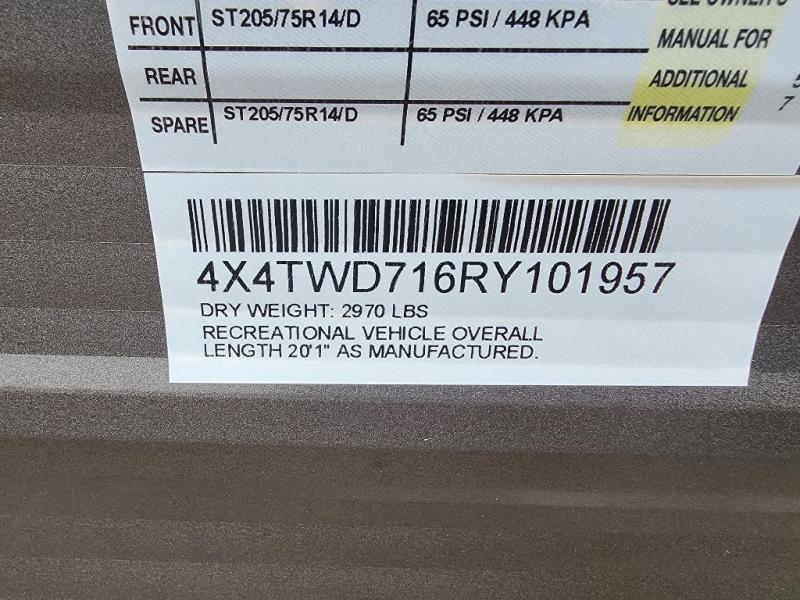 FRONT ST205/75R14/D 65 PSI / 448 KPA
MANUAL FOR
REAR ADDITIONAL
SPARE ST205/75R14/D 65 PSI / 448 KPA INFORMATION
7
4X4TWD716RY101957
DRY WEIGHT: 2970 LBS
RECREATIONAL VEHICLE OVERALL
LENGTH 20'1" AS MANUFACTURED.